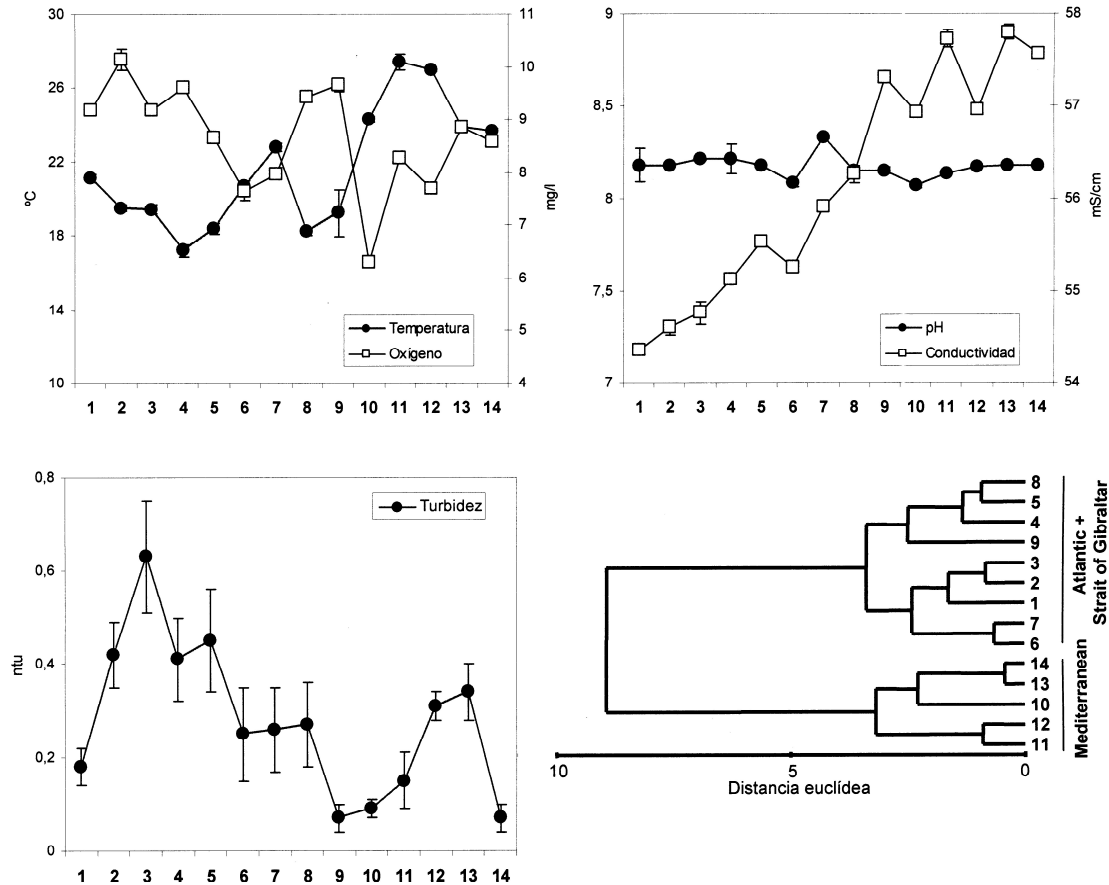 30
26
22
18
14
10
ºC
11
10
9
8
7
6
5
4
mg/l
Temperatura
Oxígeno
1 2 3 4 5 6 7 8 9 10 11 12 13 14
9
8,5
8
7,5
7
58
57
56
55
54
mS/cm
pH
Conductividad
1 2 3 4 5 6 7 8 9 10 11 12 13 14
0,8
0,6
0,4
0,2
0
ntu
Turbidez
1 2 3 4 5 6 7 8 9 10 11 12 13 14
8
5
4
9
3
2
1
7
6
14
13
10
12
11
Atlantic +
Strait of Gibraltar
Mediterranean
10 5 0
Distancia euclídea